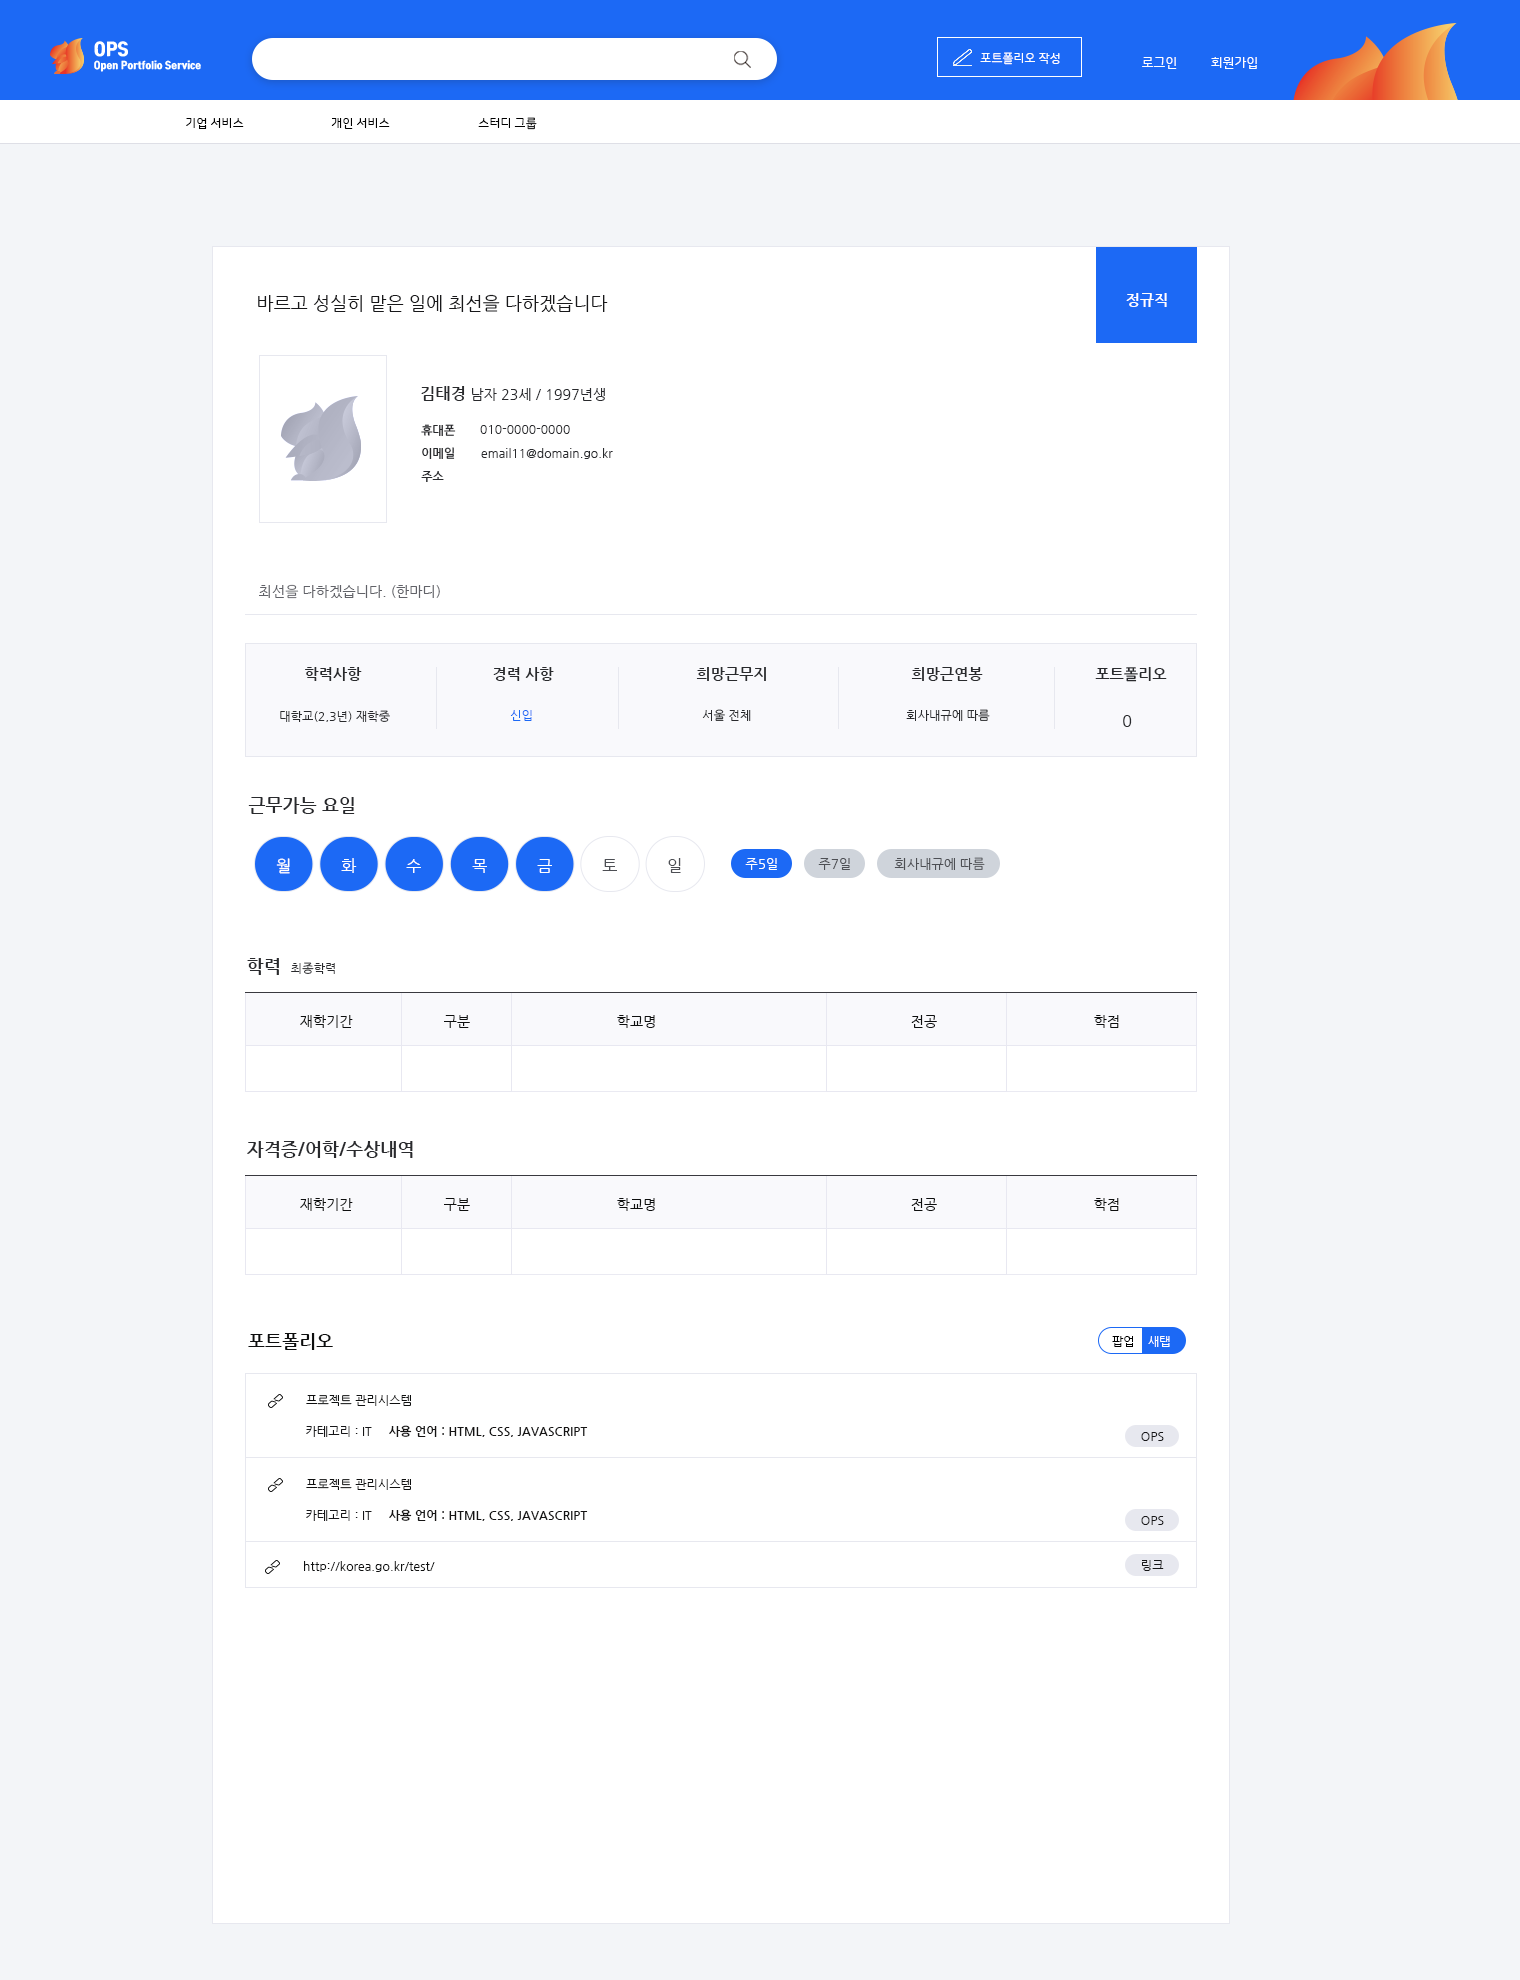 OPS
Open Portfolio Service
포트폴리오 작성
로그인
회원가입
기업 서비스 개인 서비스 스터디 그룹
바르고 성실히 맡은 일에 최선을 다하겠습니다
정규직
김태경 남자 23세 / 1997년생
휴대폰 010-0000-0000
이메일 email11@domain.go.kr
주소
최선을 다하겠습니다. (한마디)
학력사항 경력 사항 희망근무지 희망근연봉 포트폴리오
대학교(2,3년) 재학중 신입 서울 전체 회사내규에 따름 0
근무가능 요일
월 화 수 목 금 토 일 주5일 주7일 회사내규에 따름
학력 최종학력
재학기간 구분 학교명 전공 학점
자격증/어학/수상내역
재학기간 구분 학교명 전공 학점
포트폴리오 팝업 새탭
프로젝트 관리시스템
카테고리 : IT 사용 언어 : HTML, CSS, JAVASCRIPT
OPS
프로젝트 관리시스템
카테고리 : IT 사용 언어 : HTML, CSS, JAVASCRIPT
OPS
http://korea.go.kr/test/ 링크